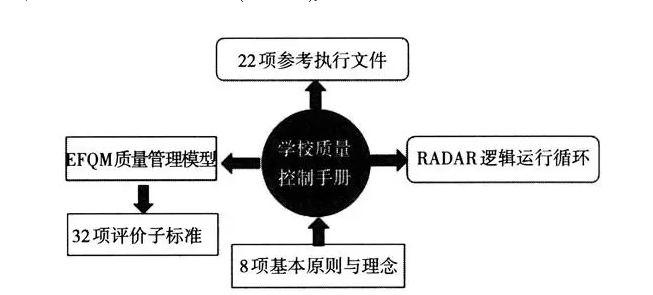 22项参考执行文件
EFQM质量管理模型
学校质量
控制手册
RADAR逻辑运行循环
32项评价子标准
8项基本原则与理念